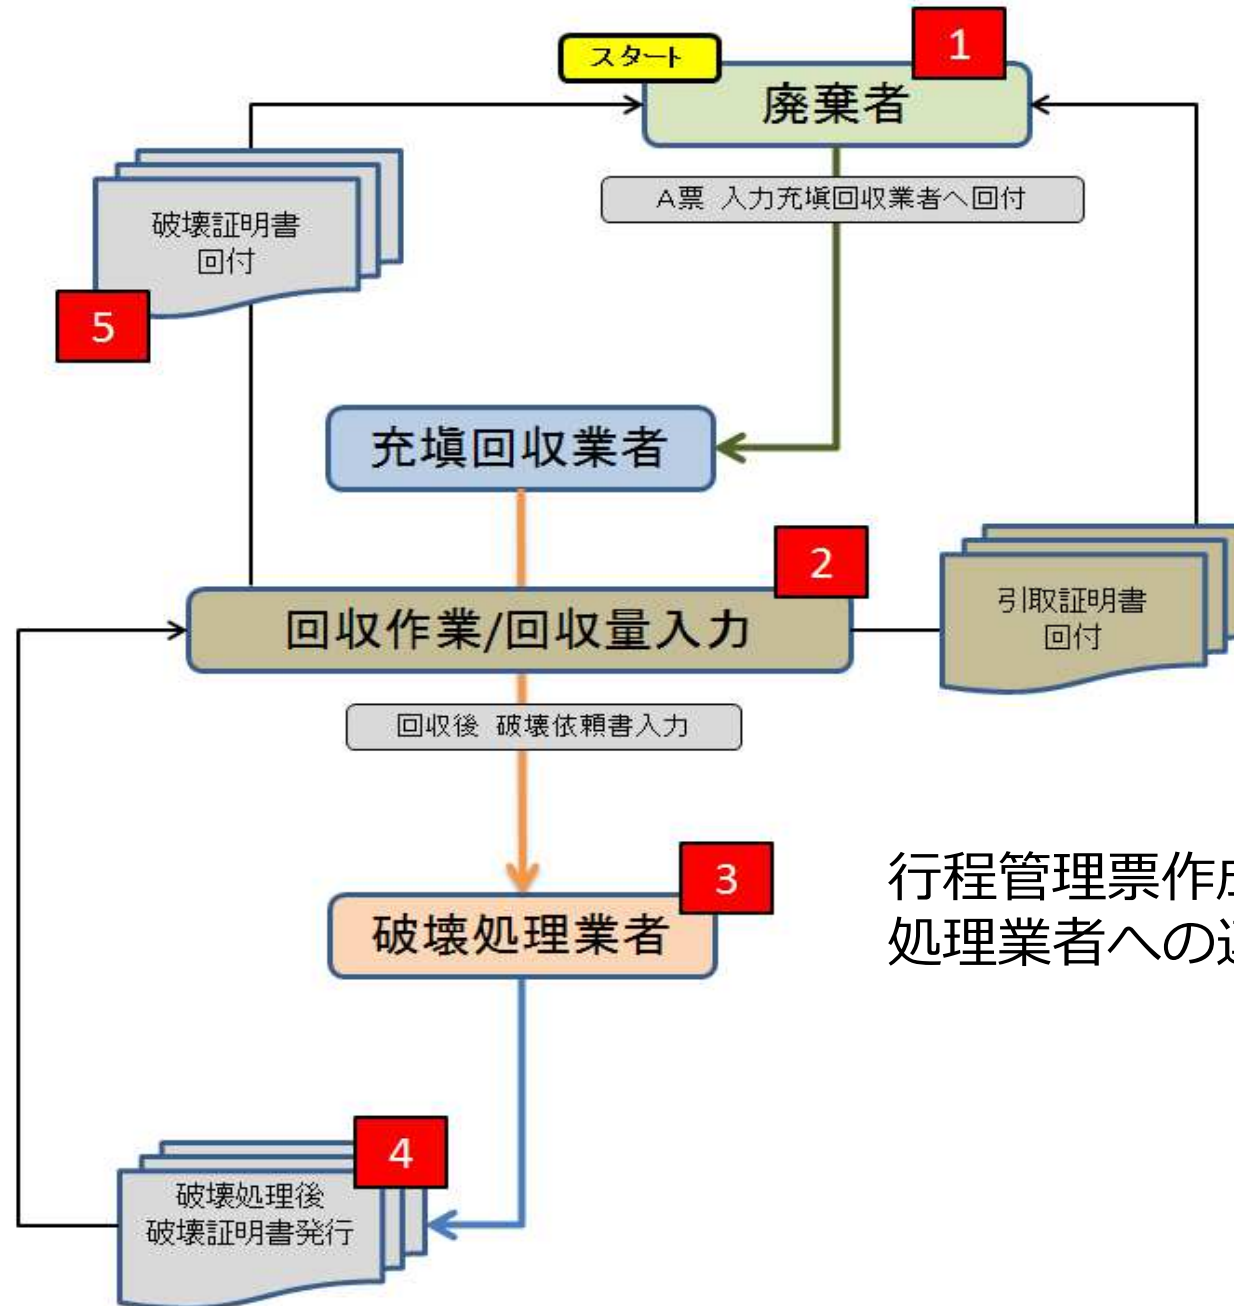 スタート
1
廃棄者
A票 入力充填回収業者へ回付
破壊証明書
回付
5
充填回収業者
2
回収作業/回収量入力
引取証明書
回付
回収後 破壊依頼書入力
3
破壊処理業者
行程管理票作
処理業者への
4
破壊処理後
破壊証明書発行